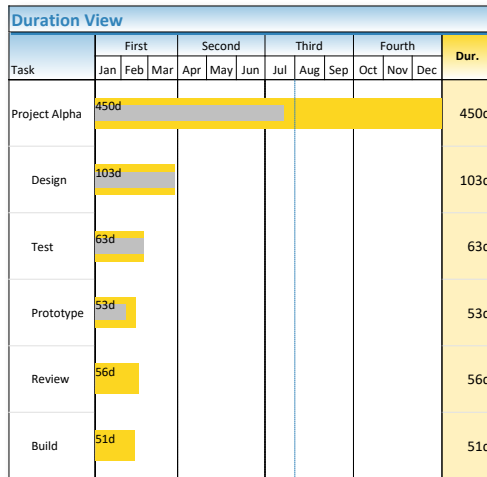 Duration View
First Second Third Fourth Dur.
Task Jan Feb Mar Apr May Jun Jul Aug Sep Oct Nov Dec
Project Alpha 450d 450d
Design 103d 103d
Test 63d 63d
Prototype 53d 53d
Review 56d 56d
Build 51d 51d